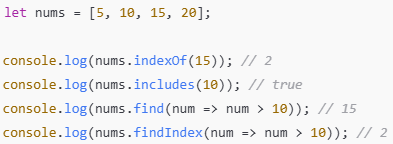 let nums = [5, 10, 15, 20];
console.log(nums.indexOf(15)); // 2
console.log(nums.includes(10)); // true
console.log(nums.find(num => num > 10)); // 15
console.log(nums.findIndex(num => num > 10)); // 2